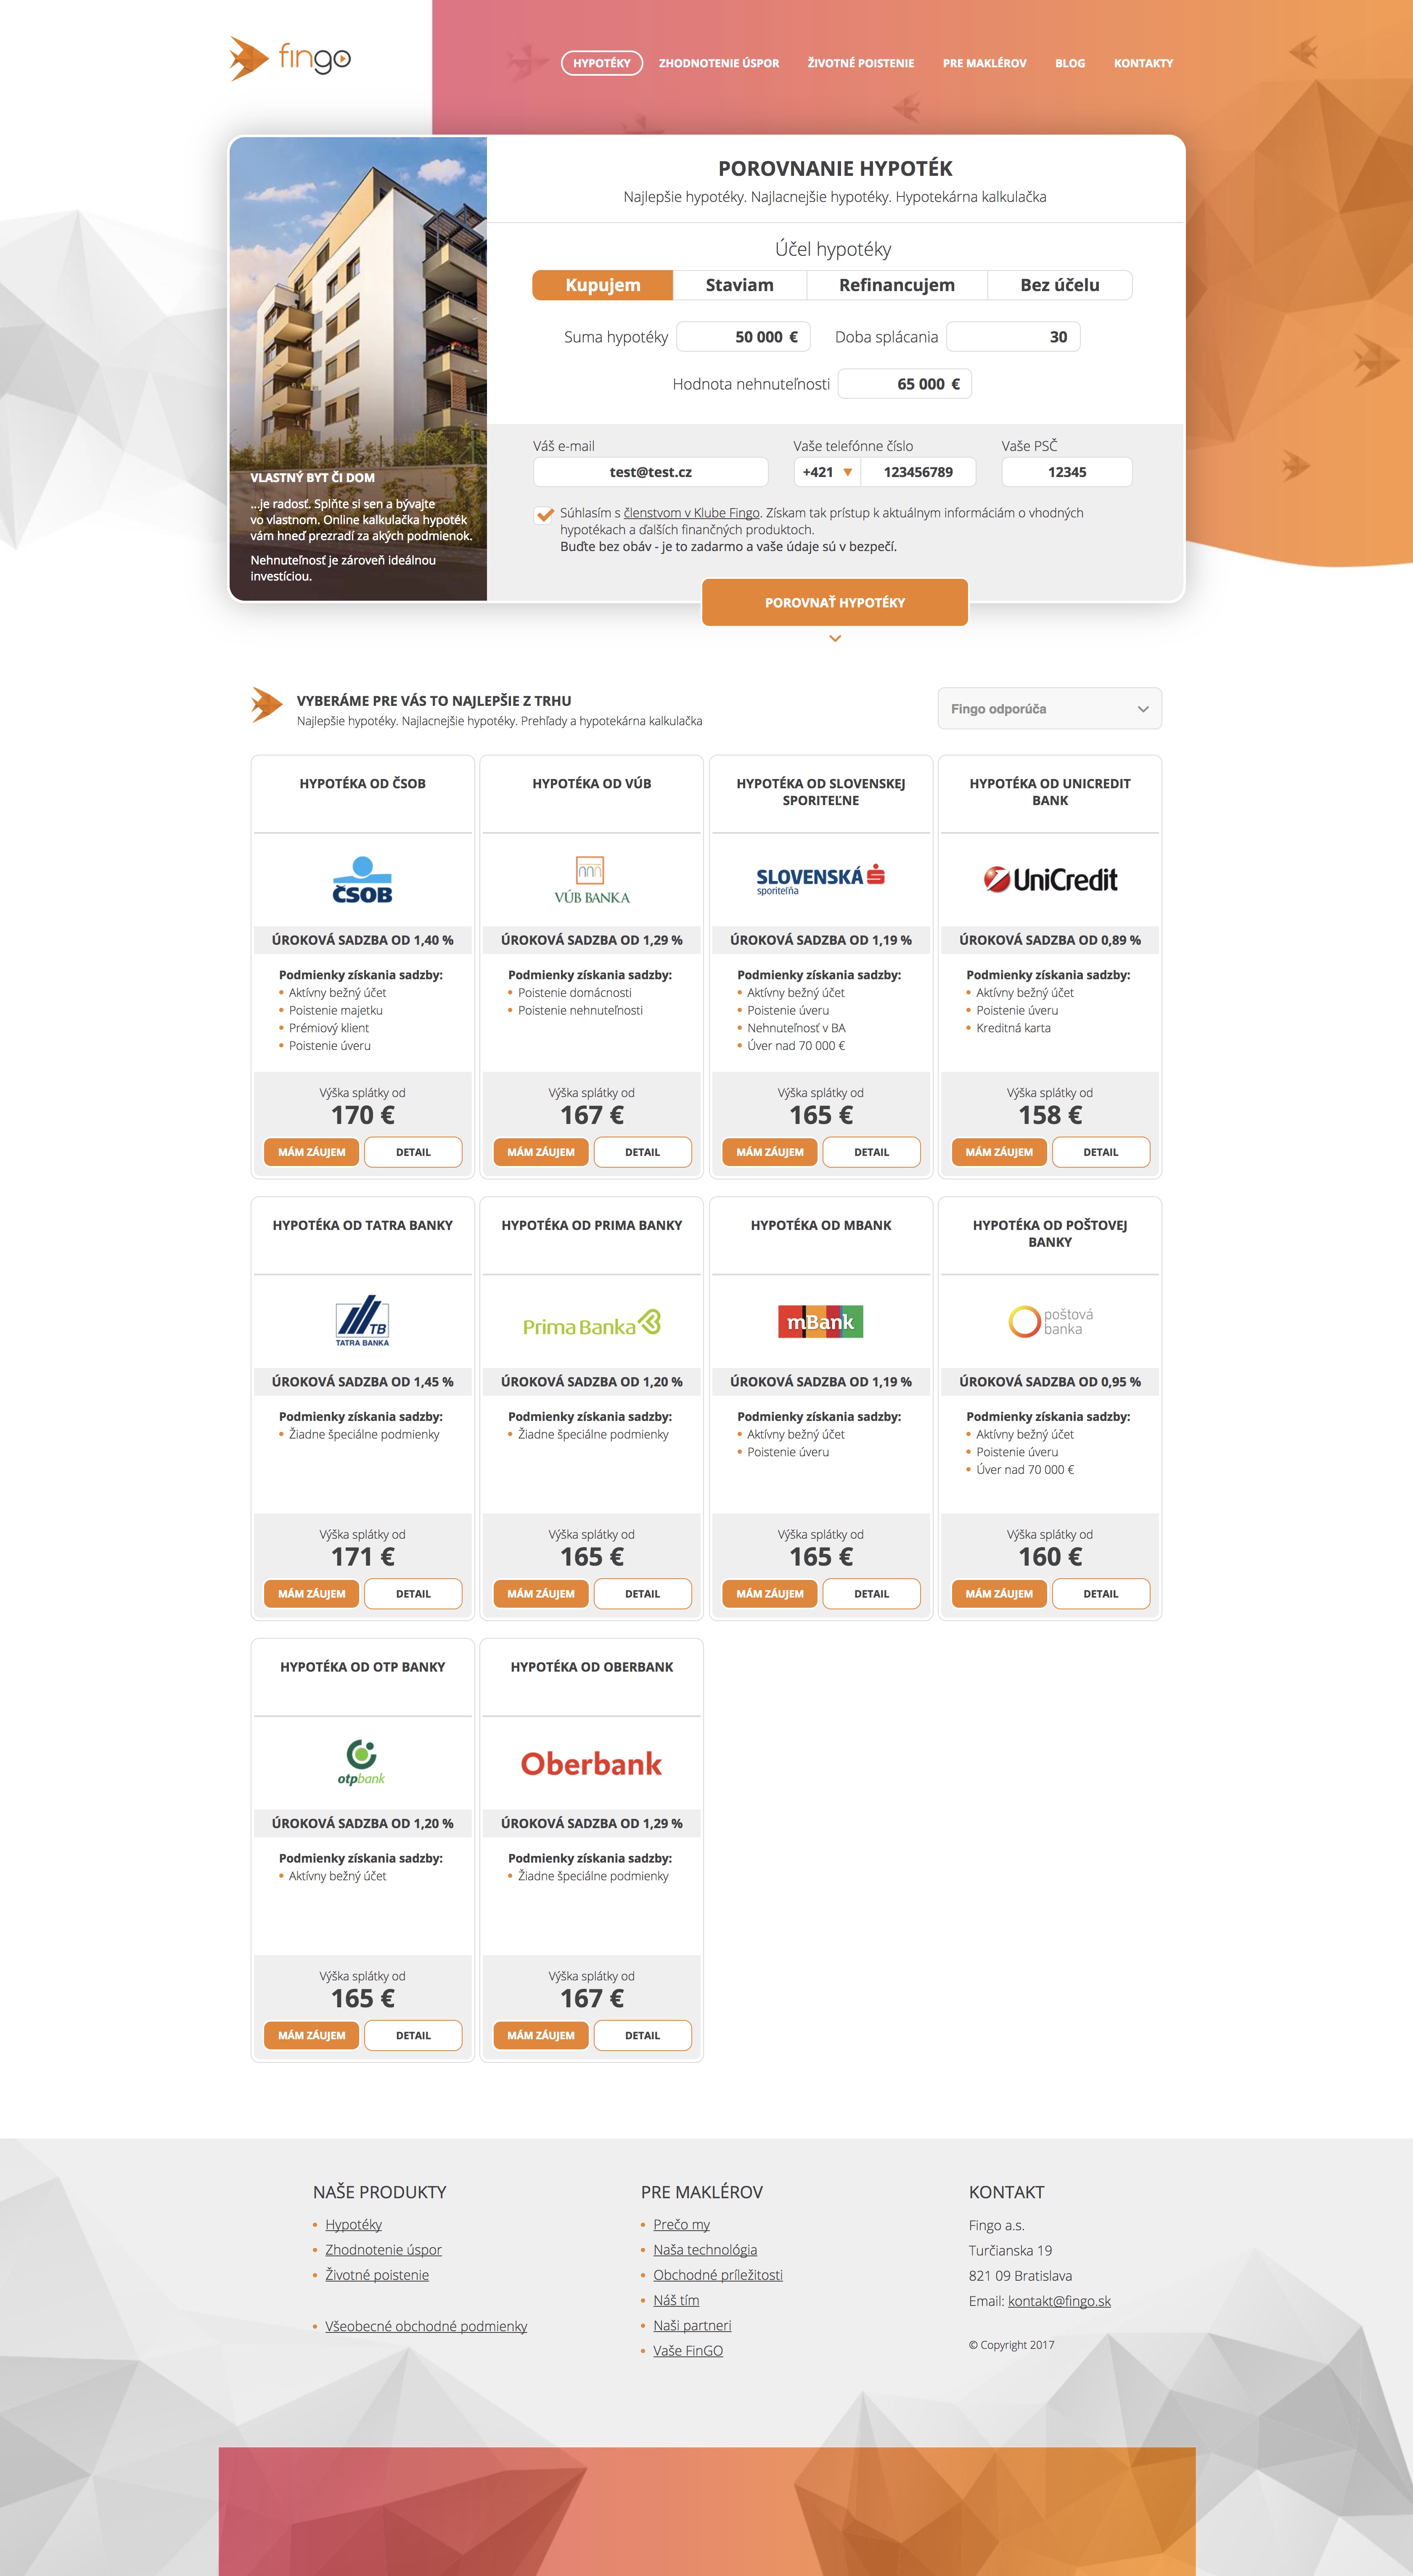 fingo
HYPOTÉKY
ZHODNOTENIE ÚSPOR
ŽIVOTNÉ POISTENIE
PRE MAKLÉROV
BLOG
KONTAKTY
VLASTNÝ BYT ČI DOM
...je radosť. Splňte si sen a bývajte
vo vlastnom. Online kalkulačka hypoték
vám hneď prezradí za akých podmienok.
Nehnuteľnosť je zároveň ideálnou
investíciou.
POROVNANIE HYPOTÉK
Najlepšie hypotéky. Najlacnejšie hypotéky. Hypotekárna kalkulačka
Účel hypotéky
Kupujem
Staviam
Refinancujem
Bez účelu
Suma hypotéky 50 000 €
Doba splácania 30
Hodnota nehnuteľnosti 65 000 €
Váš e-mail
test@test.cz
Vaše telefónne číslo
+421 123456789
Vaše PSČ
12345
Súhlasím s členstvom v Klube Fingo. Získam tak prístup k aktuálnym informáciám o vhodných
hypotékach a ďalších finančných produktoch.
Buďte bez obáv - je to zadarmo a vaše údaje sú v bezpečí.
POROVNAŤ HYPOTÉKY
VYBERÁME PRE VÁS TO NAJLEPŠIE Z TRHU
Najlepšie hypotéky. Najlacnejšie hypotéky. Prehľady a hypotekárna kalkulačka
Fingo odporúča
HYPOTÉKA OD ČSOB
ČSOB
ÚROKOVÁ SADZBA OD 1,40 %
Podmienky získania sadzby:
Aktívny bežný účet
Poistenie majetku
Prémiový klient
Poistenie úveru
Výška splátky od
170 €
MÁM ZÁUJEM
DETAIL
HYPOTÉKA OD VÚB
VÚB BANKA
ÚROKOVÁ SADZBA OD 1,29 %
Podmienky získania sadzby:
Poistenie domácnosti
Poistenie nehnuteľnosti
Výška splátky od
167 €
MÁM ZÁUJEM
DETAIL
HYPOTÉKA OD SLOVENSKEJ
SPORITEĽNE
SLOVENSKÁ
sporiteľňa
ÚROKOVÁ SADZBA OD 1,19 %
Podmienky získania sadzby:
Aktívny bežný účet
Poistenie úveru
Nehnuteľnosť v BA
Úver nad 70 000 €
Výška splátky od
165 €
MÁM ZÁUJEM
DETAIL
HYPOTÉKA OD UNICREDIT
BANK
UniCredit
ÚROKOVÁ SADZBA OD 0,89 %
Podmienky získania sadzby:
Aktívny bežný účet
Poistenie úveru
Kreditná karta
Výška splátky od
158 €
MÁM ZÁUJEM
DETAIL
HYPOTÉKA OD TATRA BANKY
TB
TATRA BANKA
ÚROKOVÁ SADZBA OD 1,45 %
Podmienky získania sadzby:
Žiadne špeciálne podmienky
Výška splátky od
171 €
MÁM ZÁUJEM
DETAIL
HYPOTÉKA OD PRIMA BANKY
Prima Banka
ÚROKOVÁ SADZBA OD 1,20 %
Podmienky získania sadzby:
Žiadne špeciálne podmienky
Výška splátky od
165 €
MÁM ZÁUJEM
DETAIL
HYPOTÉKA OD MBANK
mBank
ÚROKOVÁ SADZBA OD 1,19 %
Podmienky získania sadzby:
Aktívny bežný účet
Poistenie úveru
Výška splátky od
165 €
MÁM ZÁUJEM
DETAIL
HYPOTÉKA OD POŠTOVEJ
BANKY
poštová
banka
ÚROKOVÁ SADZBA OD 0,95 %
Podmienky získania sadzby:
Aktívny bežný účet
Poistenie úveru
Úver nad 70 000 €
Výška splátky od
160 €
MÁM ZÁUJEM
DETAIL
HYPOTÉKA OD OTP BANKY
otpbank
ÚROKOVÁ SADZBA OD 1,20 %
Podmienky získania sadzby:
Aktívny bežný účet
Výška splátky od
165 €
MÁM ZÁUJEM
DETAIL
HYPOTÉKA OD OBERBANK
Oberbank
ÚROKOVÁ SADZBA OD 1,29 %
Podmienky získania sadzby:
Žiadne špeciálne podmienky
Výška splátky od
167 €
MÁM ZÁUJEM
DETAIL
NAŠE PRODUKTY
Hypotéky
Zhodnotenie úspor
Životné poistenie
Všeobecné obchodné podmienky
PRE MAKLÉROV
Prečo my
Naša technológia
Obchodné príležitosti
Náš tím
Naši partneri
Vaše FinGO
KONTAKT
Fingo a.s.
Turčianska 19
821 09 Bratislava
Email: kontakt@fingo.sk
© Copyright 2017